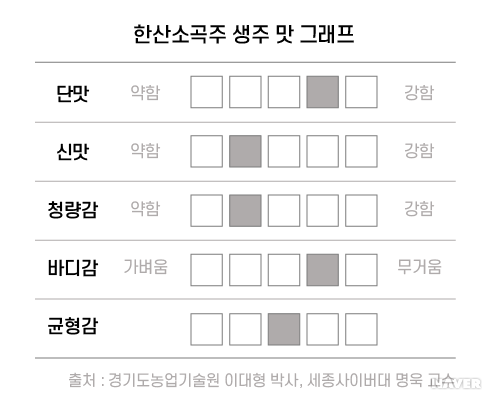 한산소곡주 생주 맛 그래프
단맛 약함 강함
신맛 약함 강함
청량감 약함 강함
바디감 가벼움 무거움
균형감
출처 : 경기도농업기술원 이대형 박사, 세종사이버대 명욱 교수
NAVER